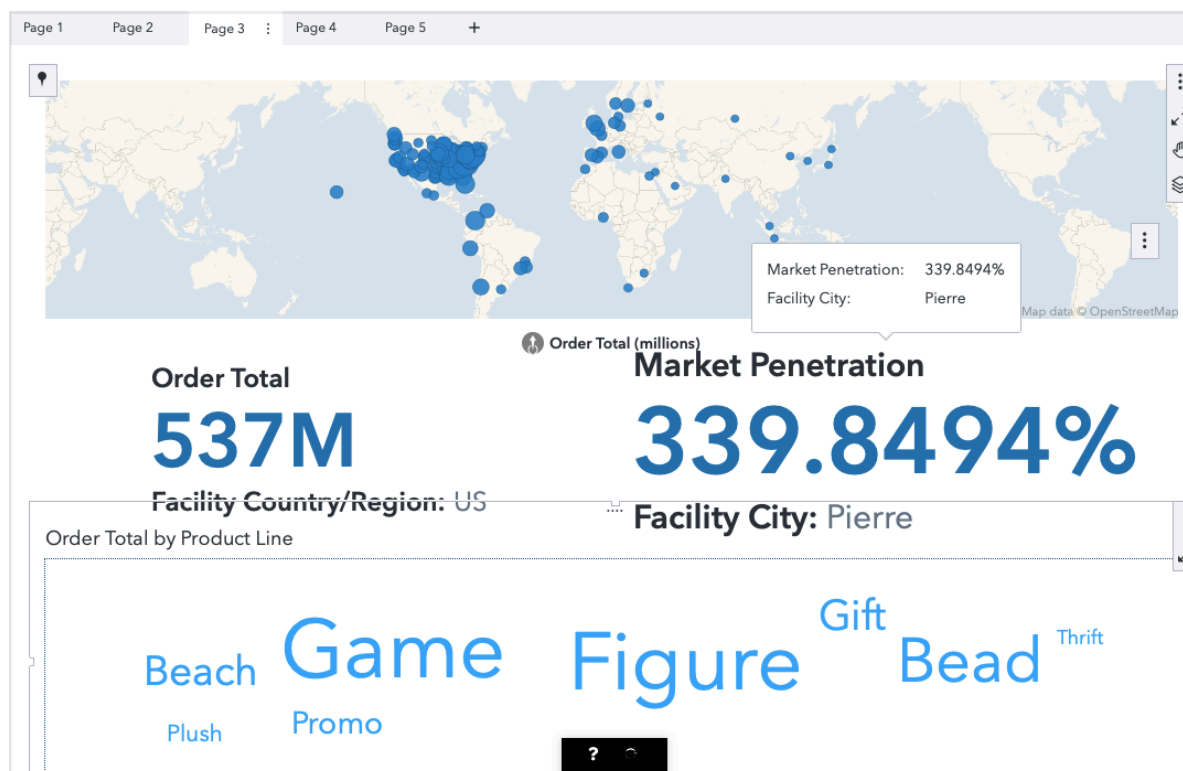 Page 1
Page 2
Page 3
Page 4
Page 5
+
Market Penetration: 339.8494%
Facility City: Pierre
Map data © OpenStreetMap
Order Total (millions)
Order Total
537M
Facility Country/Region: US
Market Penetration
339.8494%
Facility City: Pierre
Order Total by Product Line
Gift
Game
Figure
Thrift
Bead
Beach
Promo
Plush
?